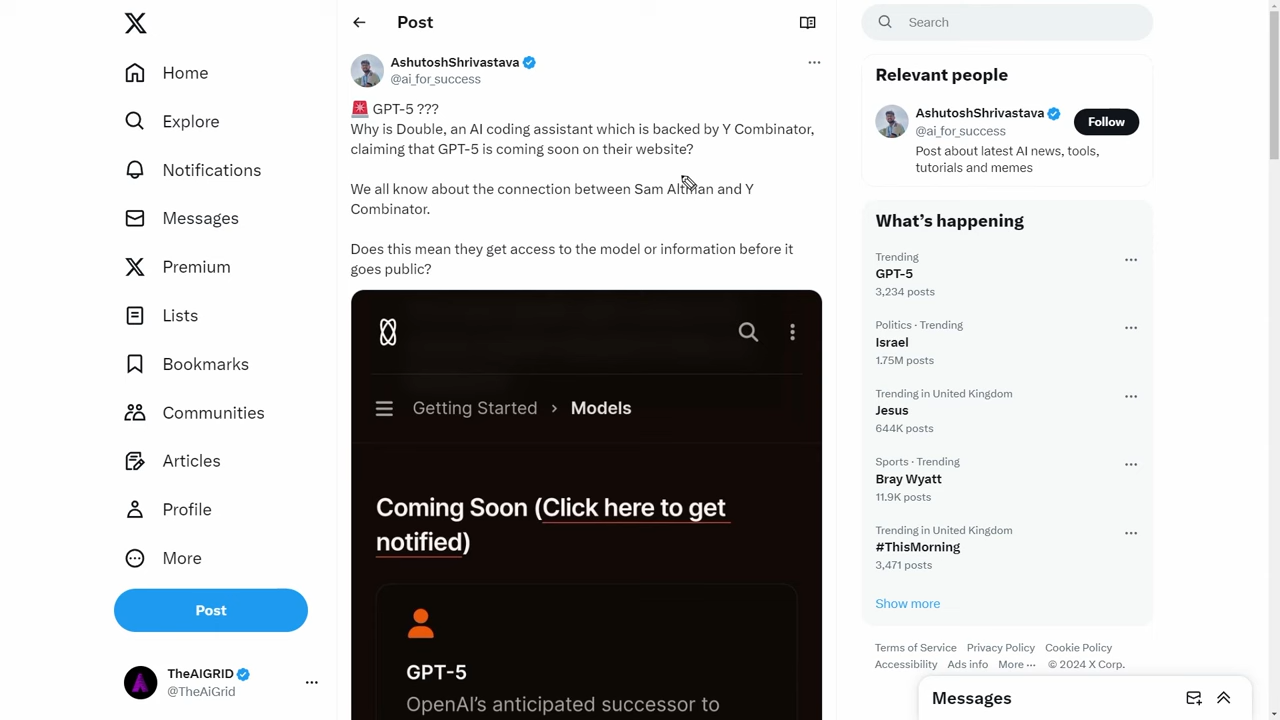 Home
Explore
Notifications
Messages
Premium
Lists
Bookmarks
Communities
Articles
Profile
More
Post
TheAIGRID
@TheAiGrid
Post
AshutoshShrivastava
@ai_for_success
🚨 GPT-5 ???
Why is Double, an AI coding assistant which is backed by Y Combinator,
claiming that GPT-5 is coming soon on their website?
We all know about the connection between Sam Altman and Y
Combinator.
Does this mean they get access to the model or information before it
goes public?
Getting Started › Models
Coming Soon (Click here to get
notified)
GPT-5
OpenAI's anticipated successor to
Search
Relevant people
AshutoshShrivastava
@ai_for_success
Follow
Post about latest AI news, tools,
tutorials and memes
What's happening
Trending
GPT-5
3,234 posts
Politics · Trending
Israel
1.75M posts
Trending in United Kingdom
Jesus
644K posts
Sports · Trending
Bray Wyatt
11.9K posts
Trending in United Kingdom
#ThisMorning
3,471 posts
Show more
Terms of Service Privacy Policy Cookie Policy
Accessibility Ads info More ··· © 2024 X Corp.
Messages